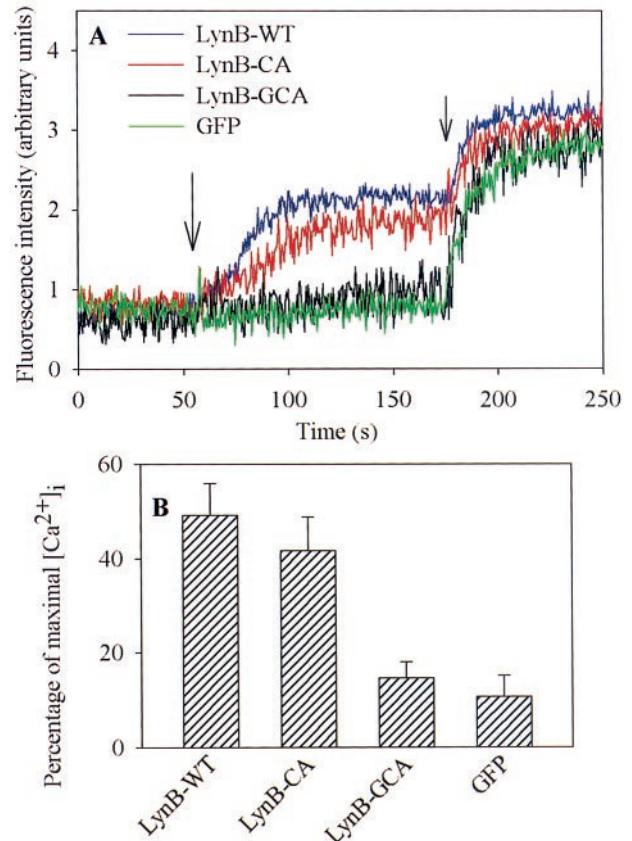 A
LynB-WT
LynB-CA
LynB-GCA
GFP
Fluorescence intensity (arbitrary units)
4
3
2
1
0
0 50 100 150 200 250
Time (s)
B
Percentage of maximal [Ca²⁺]ᵢ
60
40
20
0
LynB-WT
LynB-CA
LynB-GCA
GFP